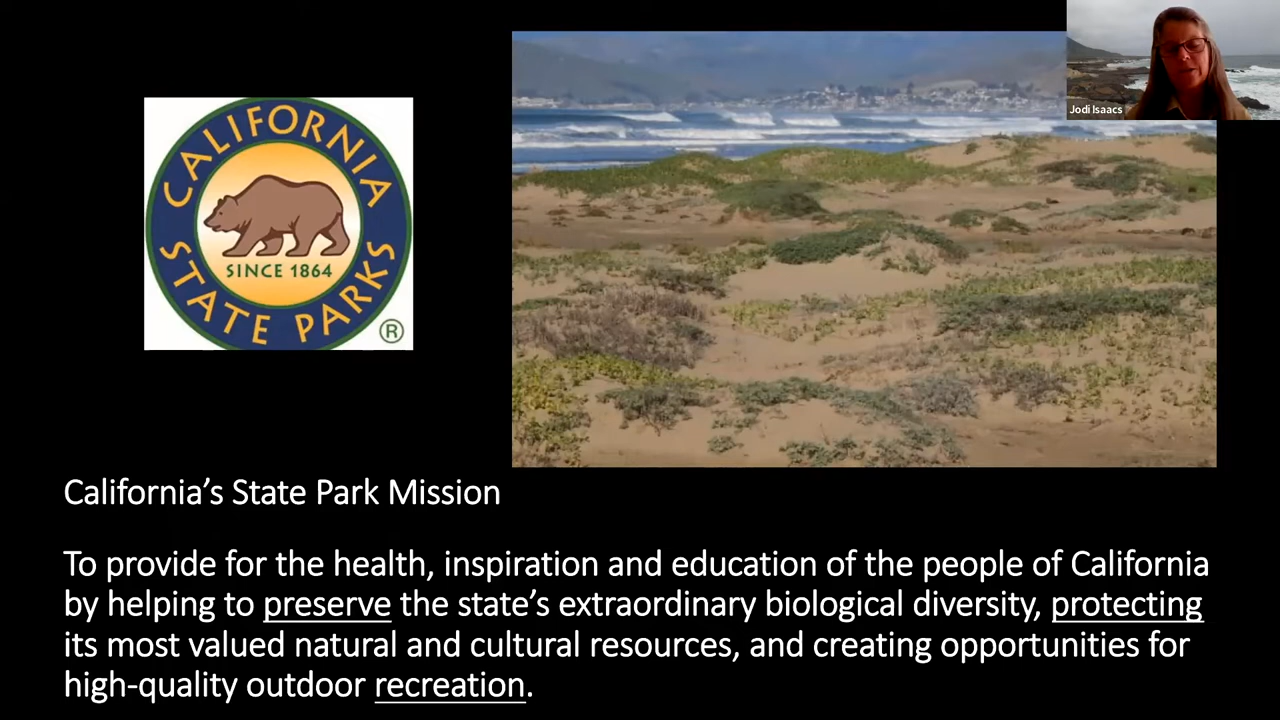 CALIFORNIA
SINCE 1864
STATE PARKS
®
Jodi Isaacs
California’s State Park Mission
To provide for the health, inspiration and education of the people of California
by helping to preserve the state’s extraordinary biological diversity, protecting
its most valued natural and cultural resources, and creating opportunities for
high-quality outdoor recreation.